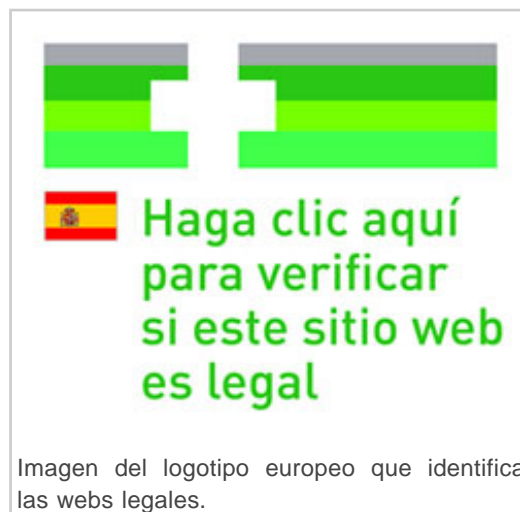 Haga clic aquí
para verificar
si este sitio web
es legal
Imagen del logotipo europeo que identifica
las webs legales.